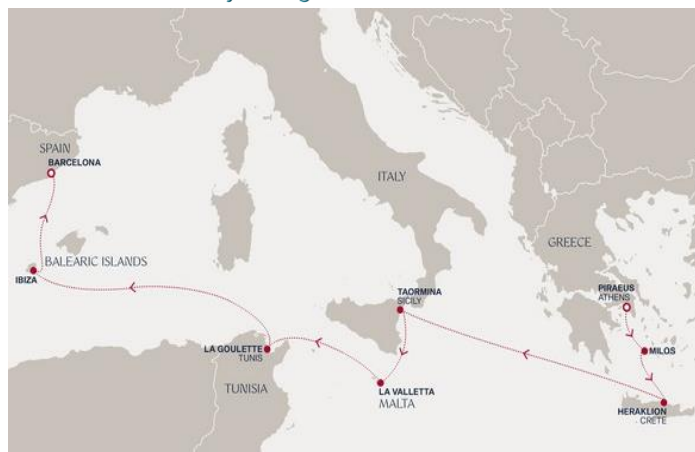 SPAIN
BARCELONA
ITALY
BALEARIC ISLANDS
IBIZA
GREECE
PIRAEUS
ATHENS
TAORMINA
SICILY
MILOS
LA GOULETTE
TUNIS
TUNISIA
LA VALLETTA
MALTA
HERAKLION
CRETE